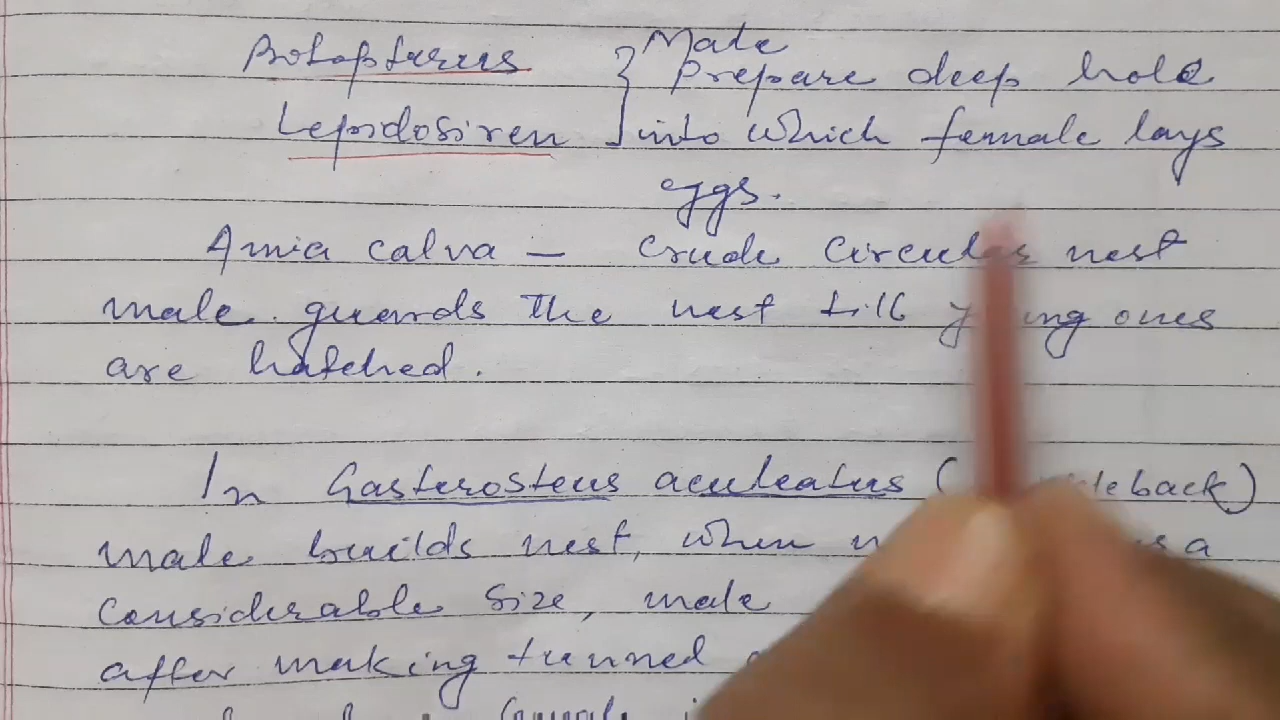 Protopterus } Male
Prepare deep hole
Lepidosiren into which female lays
eggs.
Amia calva — Crude Circular nest
male guards the nest till young ones
are hatched.
In Gasterosteus aculeatus ( back)
male builds nest, when a
Considerable size, male
after making tunnel